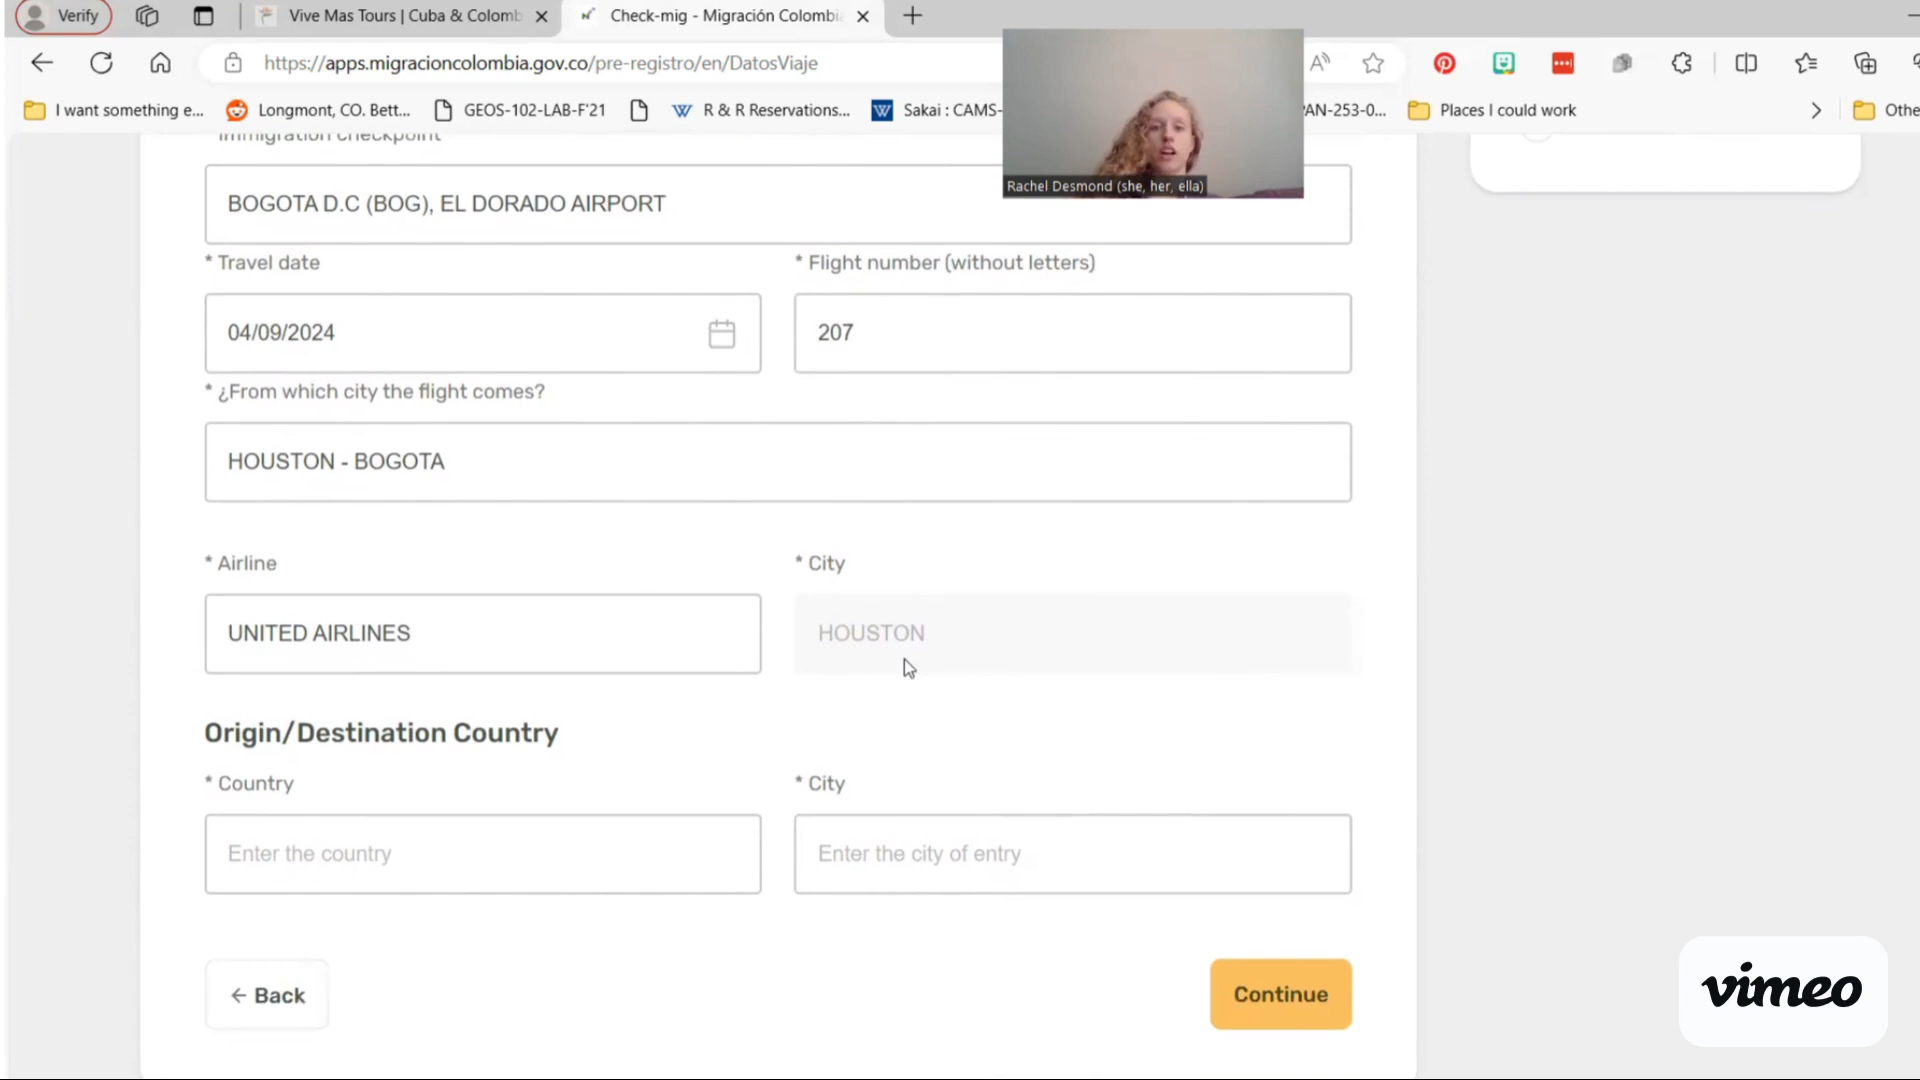 Verify
Vive Mas Tours | Cuba & Colomb
Check-mig - Migración Colombia
https://apps.migracioncolombia.gov.co/pre-registro/en/DatosViaje
I want something e...
Longmont, CO. Bett...
GEOS-102-LAB-F'21
R & R Reservations...
Sakai : CAMS-
PAN-253-0...
Places I could work
Othe
Immigration checkpoint
Rachel Desmond (she, her, ella)
BOGOTA D.C (BOG), EL DORADO AIRPORT
* Travel date
* Flight number (without letters)
04/09/2024
207
* ¿From which city the flight comes?
HOUSTON - BOGOTA
* Airline
* City
UNITED AIRLINES
HOUSTON
Origin/Destination Country
* Country
* City
Enter the country
Enter the city of entry
← Back
Continue
vimeo